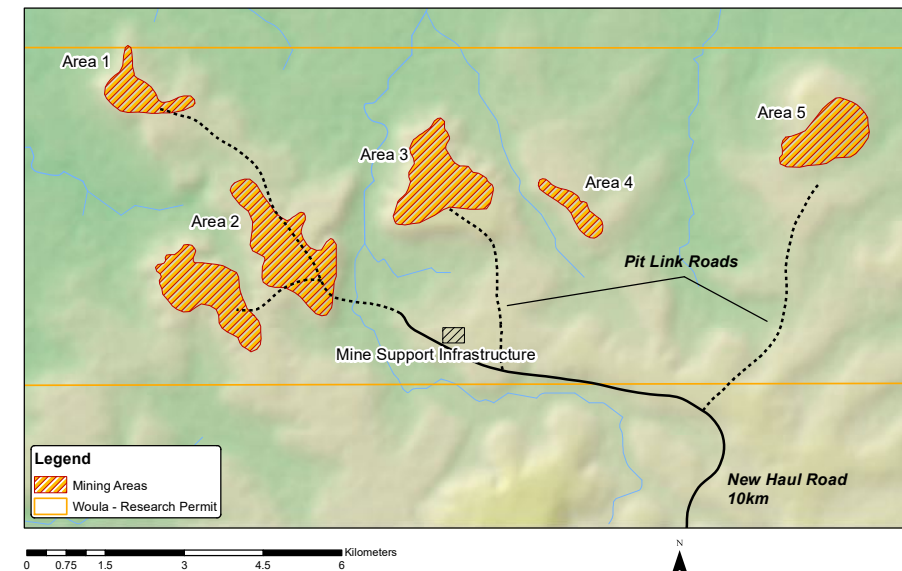 Area 1
Area 5
Area 3
Area 4
Area 2
Pit Link Roads
Mine Support Infrastructure
New Haul Road
10km
Legend
Mining Areas
Woula - Research Permit
Kilometers
0 0.75 1.5 3 4.5 6
N